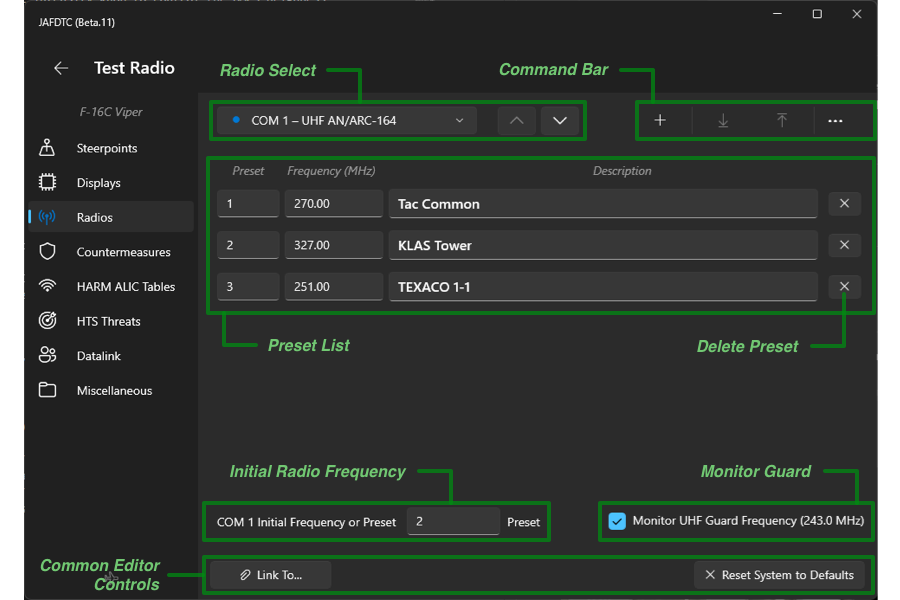 JAFDTC (Beta.11)
Test Radio
F-16C Viper
Steerpoints
Displays
Radios
Countermeasures
HARM ALIC Tables
HTS Threats
Datalink
Miscellaneous
Radio Select
Command Bar
COM 1 – UHF AN/ARC-164
Preset Frequency (MHz) Description
1 270.00 Tac Common
2 327.00 KLAS Tower
3 251.00 TEXACO 1-1
Preset List
Delete Preset
Initial Radio Frequency
Monitor Guard
COM 1 Initial Frequency or Preset 2 Preset
Monitor UHF Guard Frequency (243.0 MHz)
Common Editor
Controls
Link To...
Reset System to Defaults